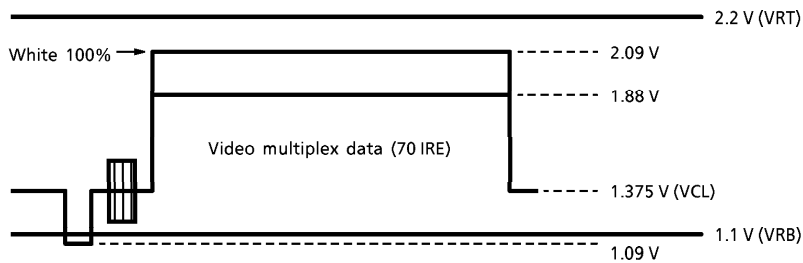 2.2 V (VRT)
White 100%
2.09 V
1.88 V
Video multiplex data (70 IRE)
1.375 V (VCL)
1.1 V (VRB)
1.09 V